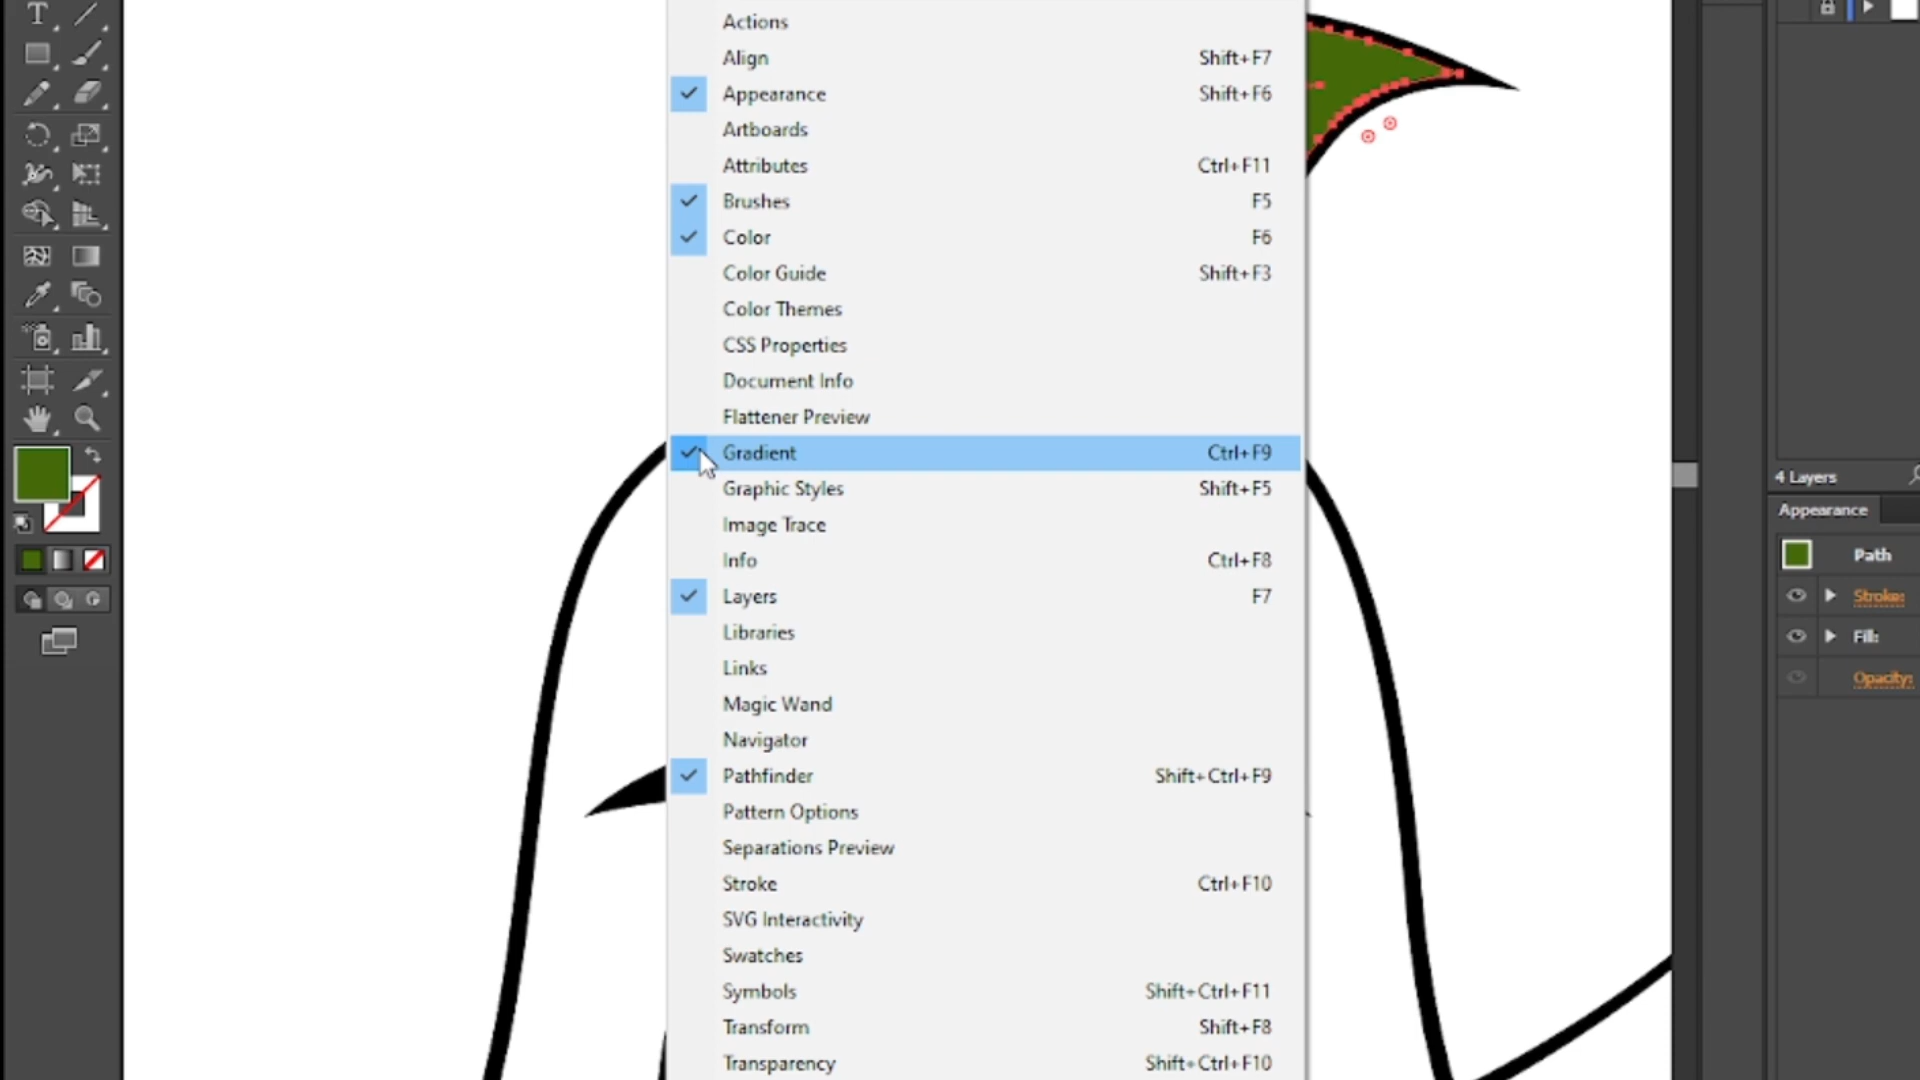 Actions
Align Shift+F7
Appearance Shift+F6
Artboards
Attributes Ctrl+F11
Brushes F5
Color F6
Color Guide Shift+F3
Color Themes
CSS Properties
Document Info
Flattener Preview
Gradient Ctrl+F9
Graphic Styles Shift+F5
Image Trace
Info Ctrl+F8
Layers F7
Libraries
Links
Magic Wand
Navigator
Pathfinder Shift+Ctrl+F9
Pattern Options
Separations Preview
Stroke Ctrl+F10
SVG Interactivity
Swatches
Symbols Shift+Ctrl+F11
Transform Shift+F8
Transparency Shift+Ctrl+F10
4 Layers
Appearance
Path
Stroke:
Fill:
Opacity: